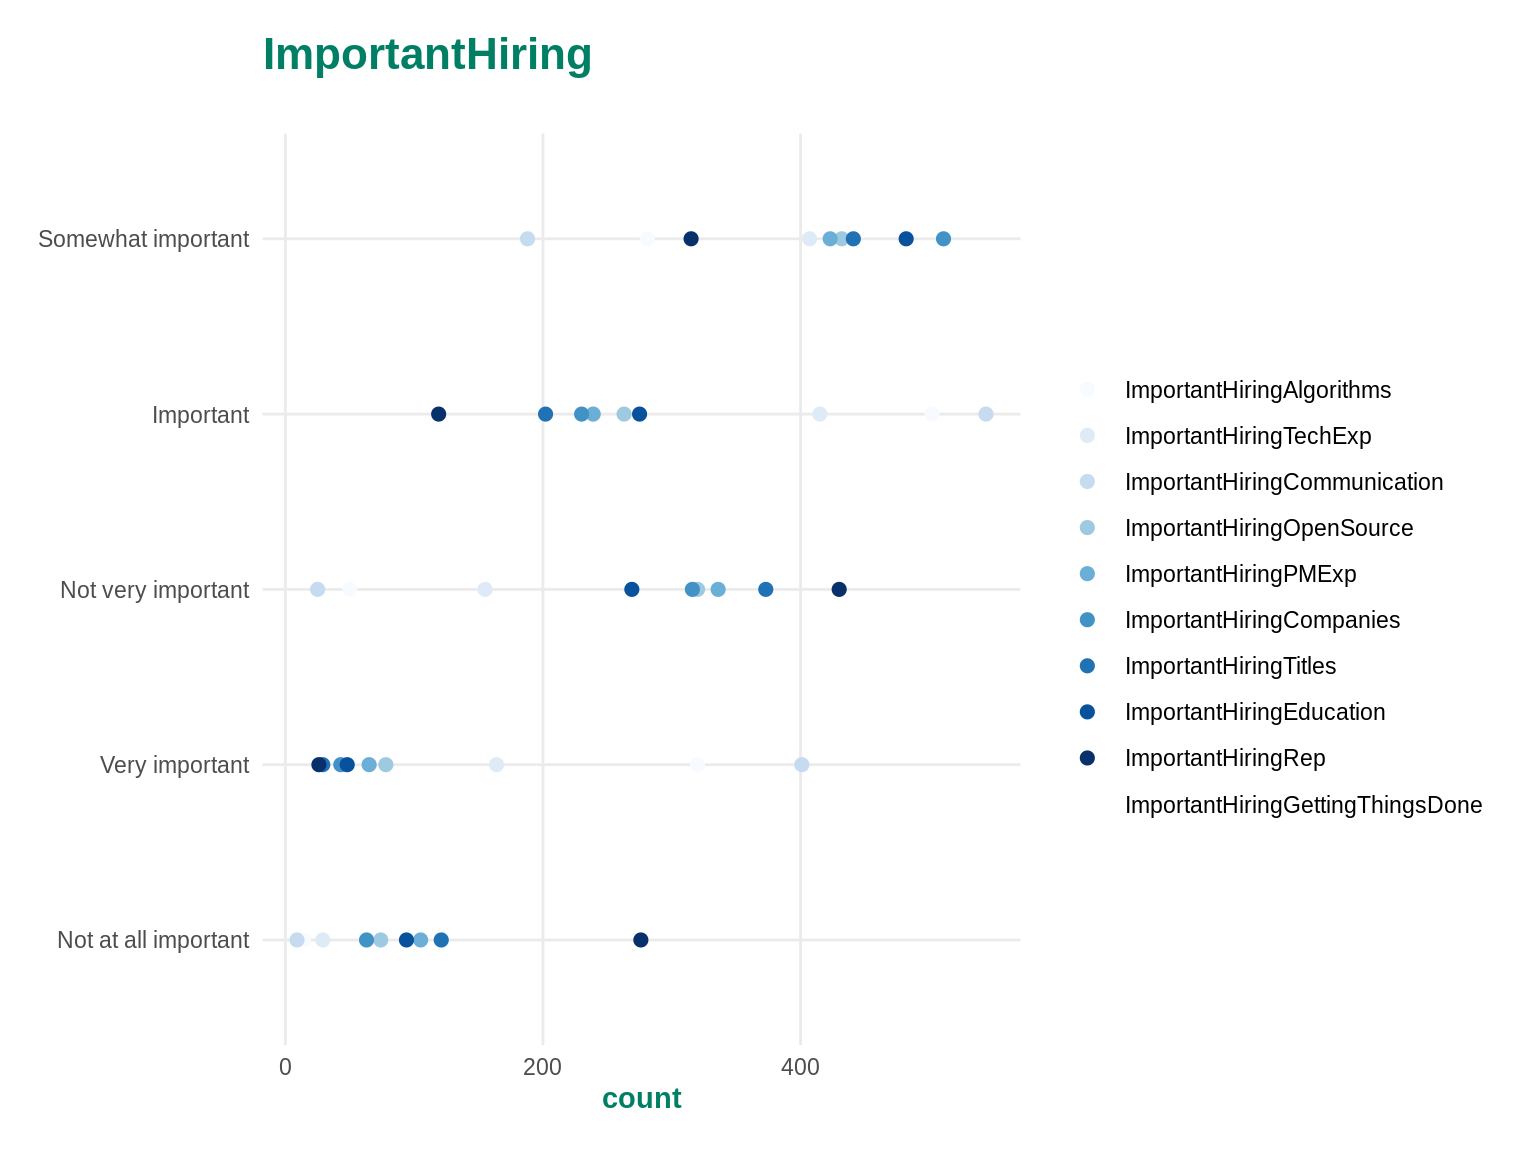 ImportantHiring
Somewhat important
Important
Not very important
Very important
Not at all important
0
200
400
count
ImportantHiringAlgorithms
ImportantHiringTechExp
ImportantHiringCommunication
ImportantHiringOpenSource
ImportantHiringPMExp
ImportantHiringCompanies
ImportantHiringTitles
ImportantHiringEducation
ImportantHiringRep
ImportantHiringGettingThingsDone